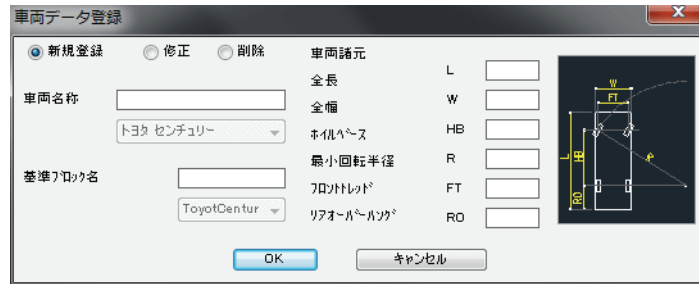 車両データ登録
新規登録 修正 削除
車両名称
トヨタ センチュリー
基準ﾌﾞﾛｯｸ名
ToyotCentur
車両諸元
全長 L
全幅 W
ﾎｲﾙﾍﾞｰｽ HB
最小回転半径 R
ﾌﾛﾝﾄﾄﾚｯﾄﾞ FT
ﾘｱｵｰﾊﾞｰﾊﾝｸﾞ RO
W
FT
L
HB
R
RO
OK キャンセル